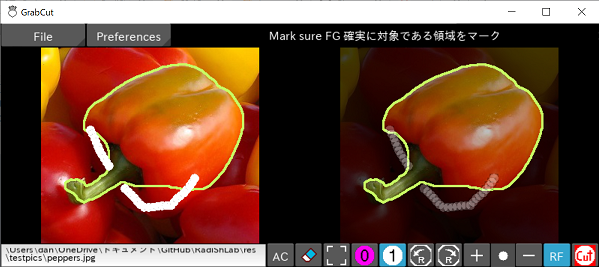 GrabCut
File
Preferences
Mark sure FG 確実に対象である領域をマーク
\Users\dan\OneDrive\ドキュメント\GitHub\RadishLab\res
\testpics\peppers.jpg
AC
0
1
R
R
RF
Cut